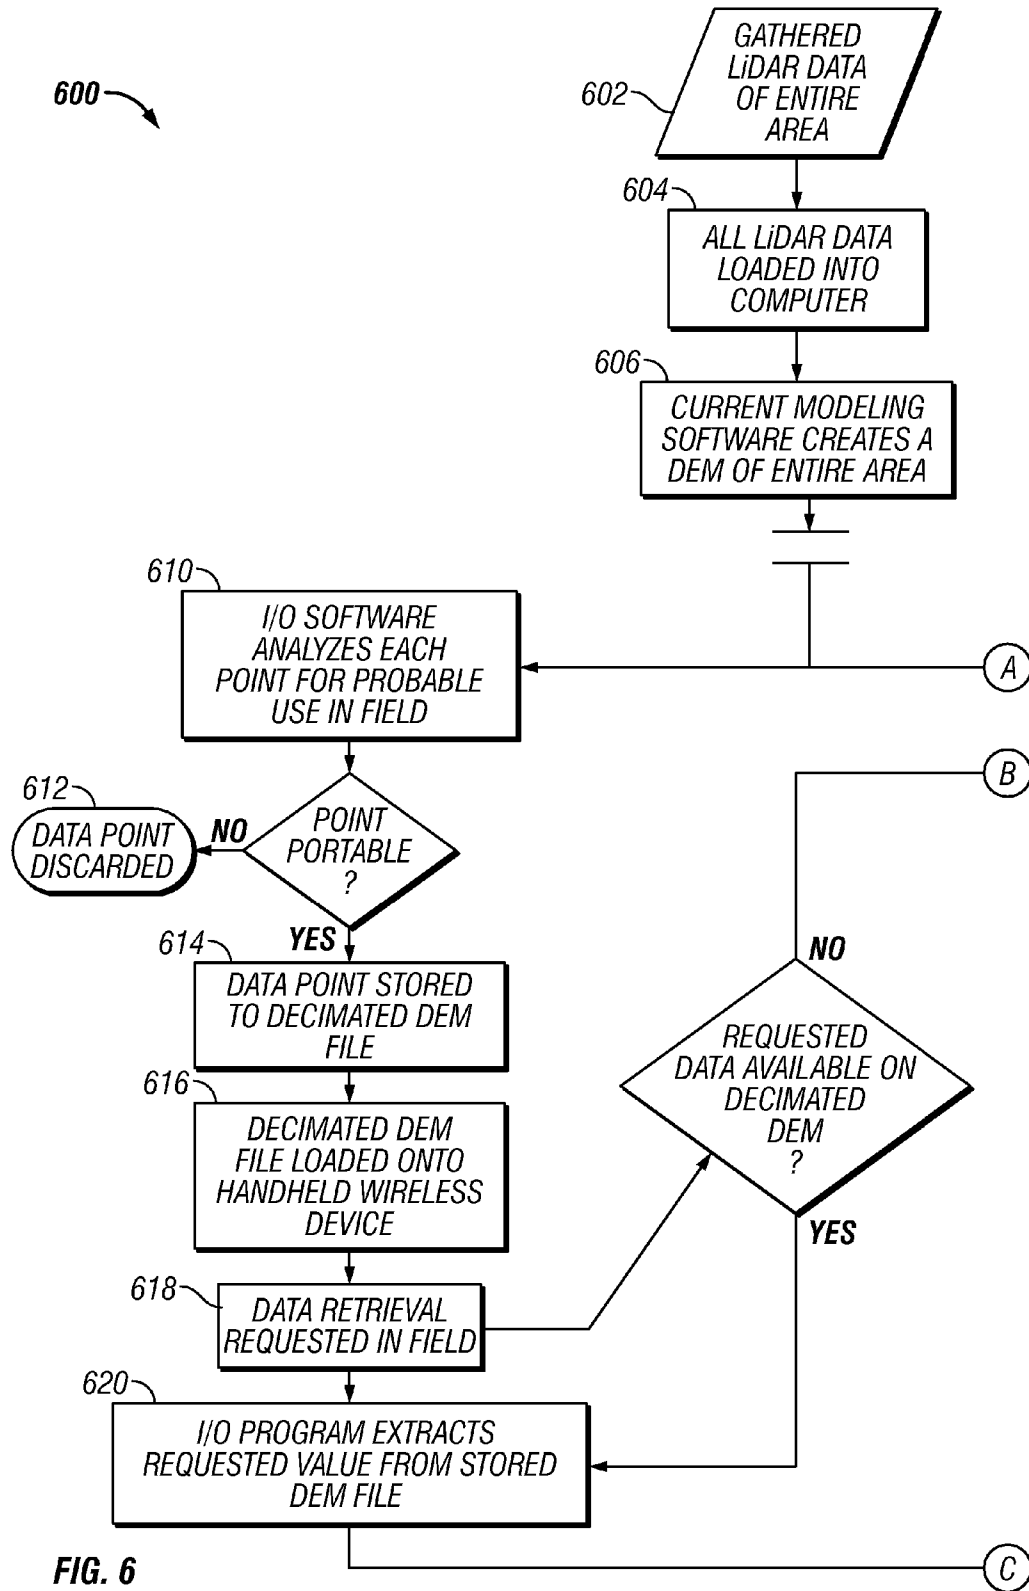 600
602
GATHERED
LiDAR DATA
OF ENTIRE
AREA
604
ALL LiDAR DATA
LOADED INTO
COMPUTER
606
CURRENT MODELING
SOFTWARE CREATES A
DEM OF ENTIRE AREA
610
I/O SOFTWARE
ANALYZES EACH
POINT FOR PROBABLE
USE IN FIELD
A
B
612
DATA POINT
DISCARDED
NO
POINT
PORTABLE
?
YES
614
DATA POINT STORED
TO DECIMATED DEM
FILE
616
DECIMATED DEM
FILE LOADED ONTO
HANDHELD WIRELESS
DEVICE
618
DATA RETRIEVAL
REQUESTED IN FIELD
NO
REQUESTED
DATA AVAILABLE ON
DECIMATED
DEM
?
YES
620
I/O PROGRAM EXTRACTS
REQUESTED VALUE FROM STORED
DEM FILE
C
FIG. 6